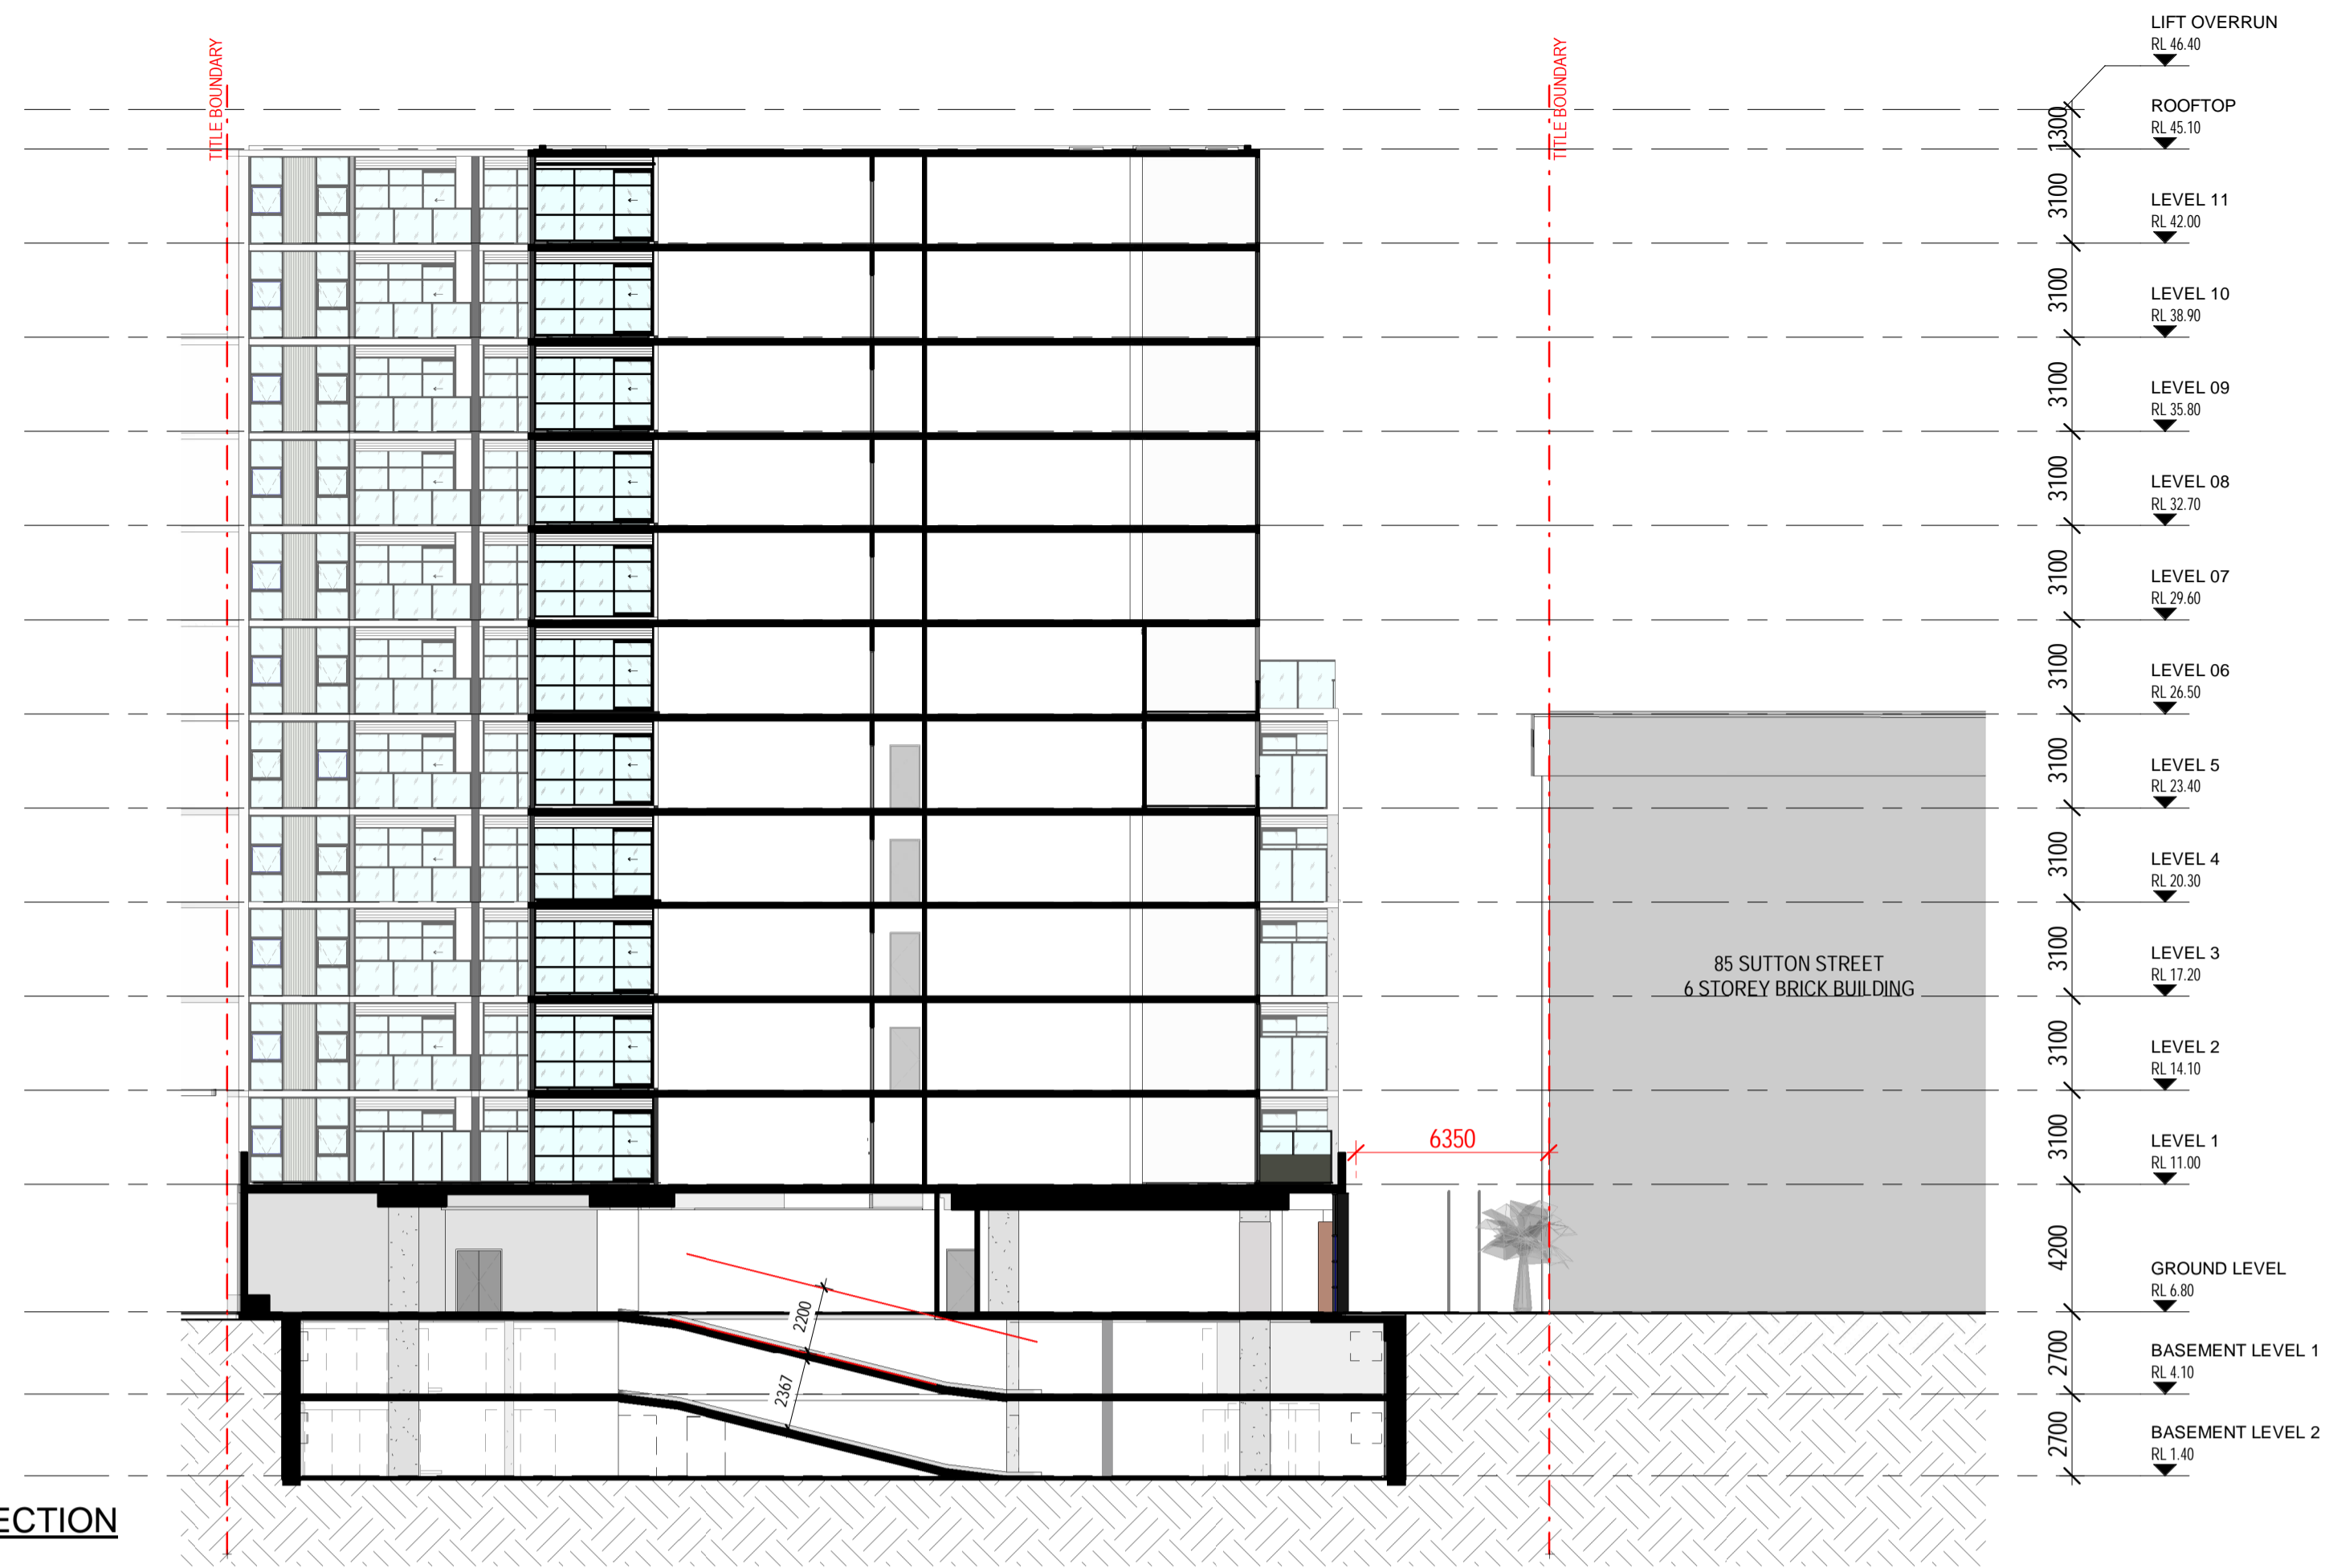 TITLE BOUNDARY
TITLE BOUNDARY
LIFT OVERRUN
RL 46.40
1300
ROOFTOP
RL 45.10
3100
LEVEL 11
RL 42.00
3100
LEVEL 10
RL 38.90
3100
LEVEL 09
RL 35.80
3100
LEVEL 08
RL 32.70
3100
LEVEL 07
RL 29.60
3100
LEVEL 06
RL 26.50
3100
LEVEL 5
RL 23.40
3100
LEVEL 4
RL 20.30
3100
LEVEL 3
RL 17.20
85 SUTTON STREET
6 STOREY BRICK BUILDING
3100
LEVEL 2
RL 14.10
3100
LEVEL 1
RL 11.00
6350
4200
GROUND LEVEL
RL 6.80
2200
2367
2700
BASEMENT LEVEL 1
RL 4.10
2700
BASEMENT LEVEL 2
RL 1.40
ECTION